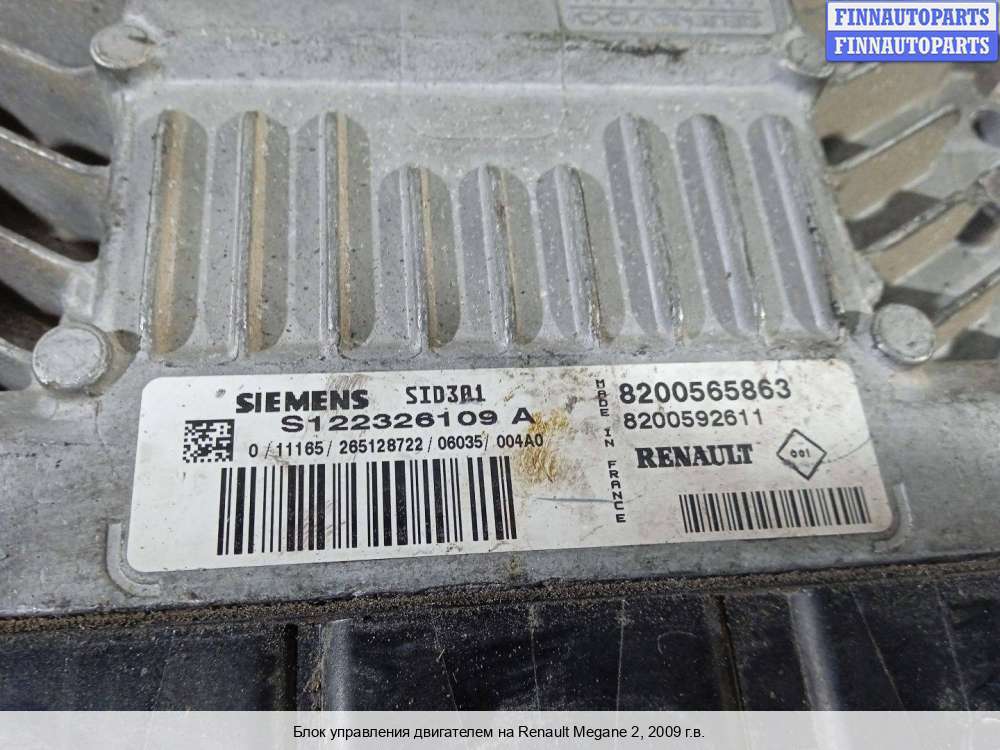 FINNAUTOPARTS
FINNAUTOPARTS
SIEMENS SID3A1
S122326109 A
0 / 11165 / 265128722 / 06035 / 004A0
MADE IN FRANCE
8200565863
8200592611
RENAULT
001
Блок управления двигателем на Renault Megane 2, 2009 г.в.